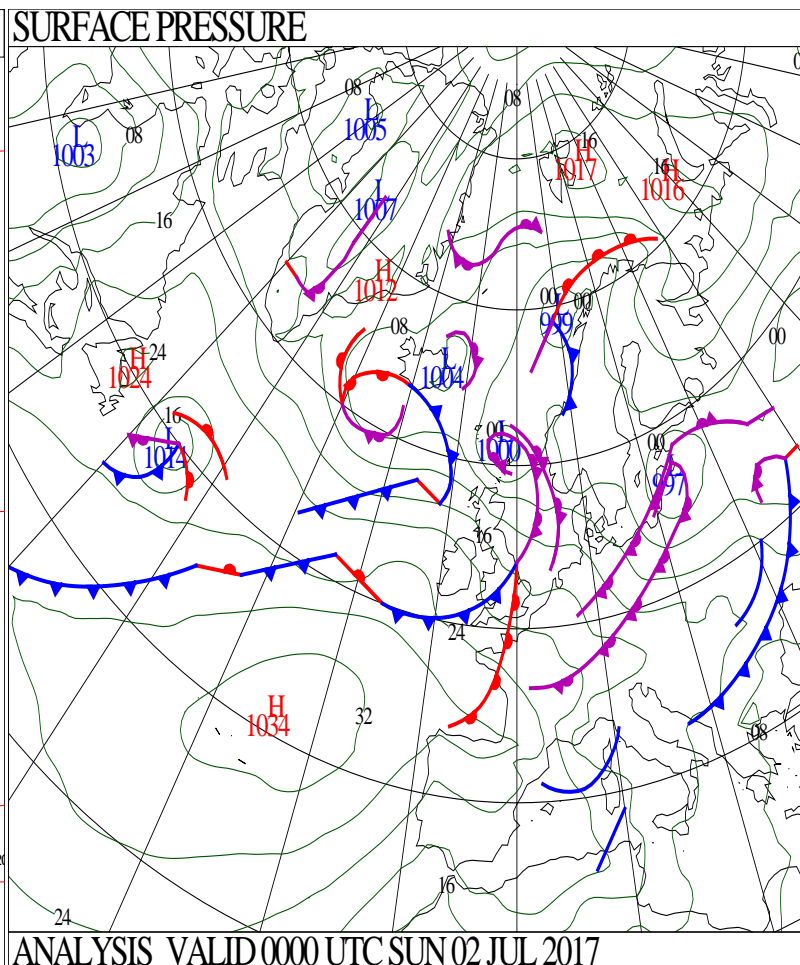 SURFACE PRESSURE
08
08
L
1003
08
L
1005
16
H
1017
16
H
1016
L
1007
16
H
1012
00
00
L
999
00
08
24
H
1024
L
1004
16
L
1014
00
L
1000
00
L
997
16
24
H
1034
32
08
16
24
ANALYSIS VALID 0000 UTC SUN 02 JUL 2017